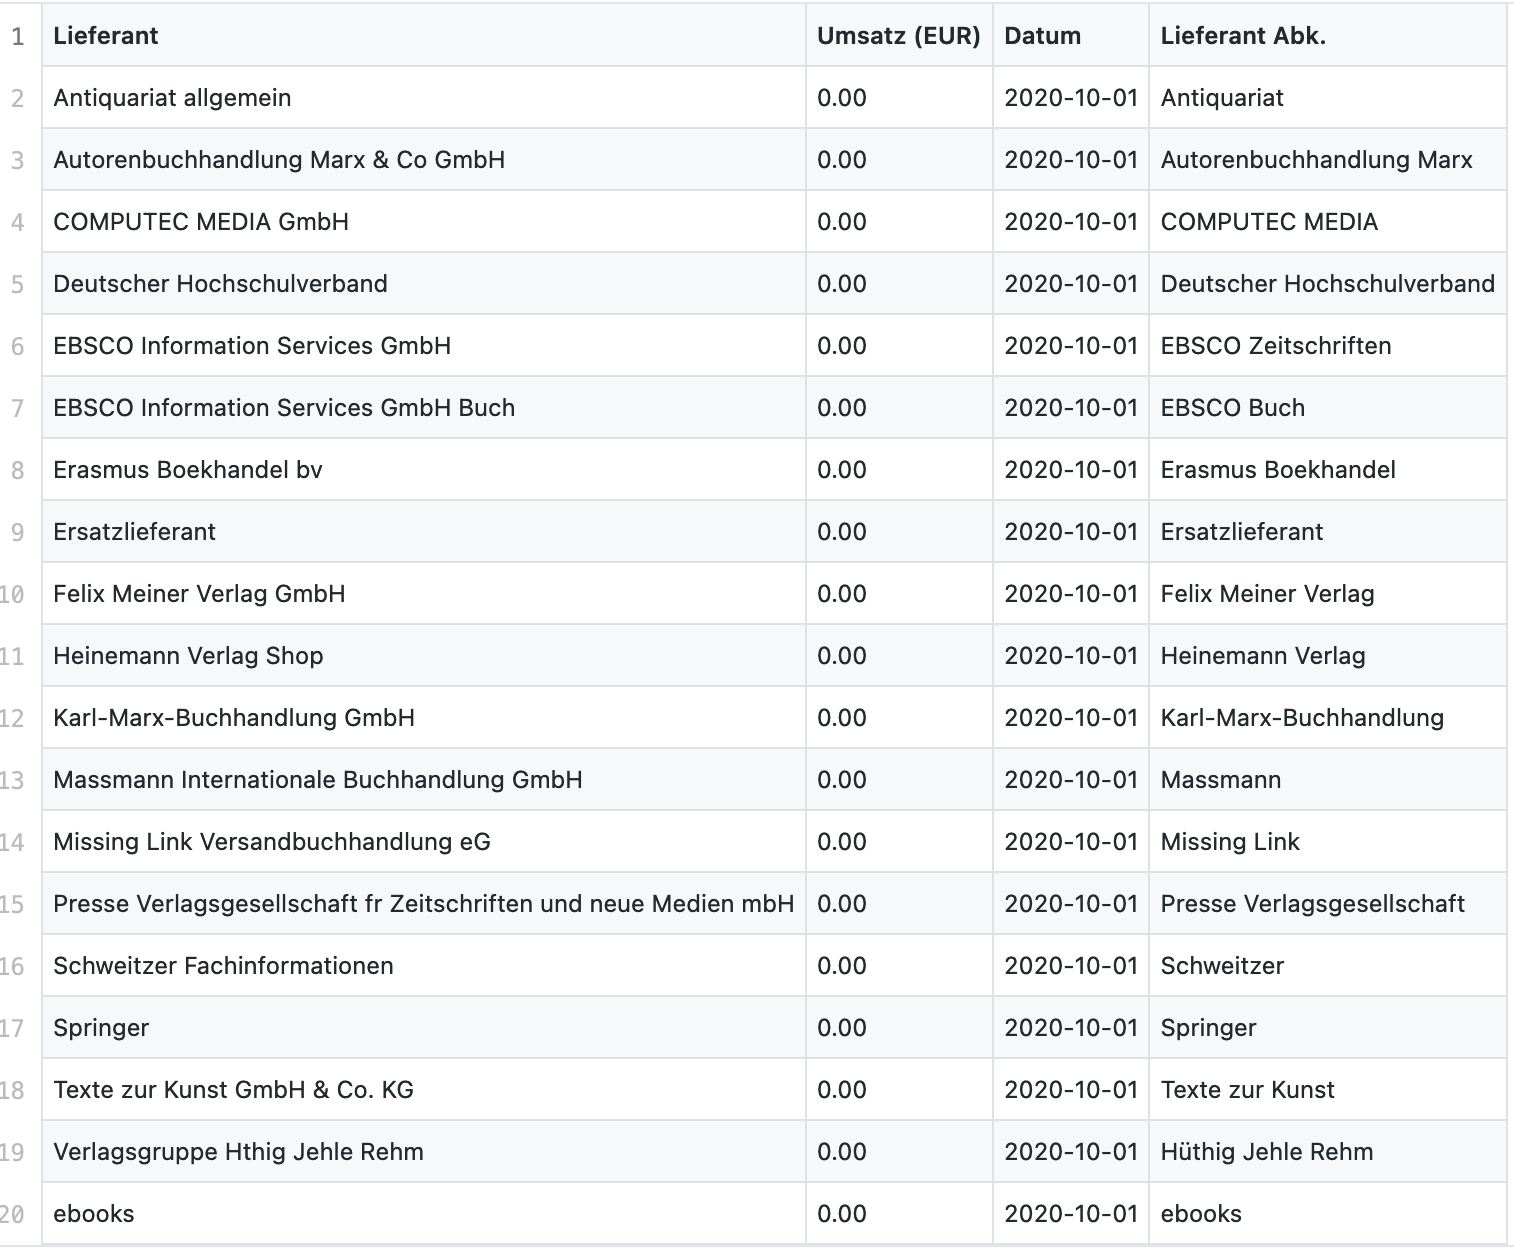 1 Lieferant Umsatz (EUR) Datum Lieferant Abk.
2 Antiquariat allgemein 0.00 2020-10-01 Antiquariat
3 Autorenbuchhandlung Marx & Co GmbH 0.00 2020-10-01 Autorenbuchhandlung Marx
4 COMPUTEC MEDIA GmbH 0.00 2020-10-01 COMPUTEC MEDIA
5 Deutscher Hochschulverband 0.00 2020-10-01 Deutscher Hochschulverband
6 EBSCO Information Services GmbH 0.00 2020-10-01 EBSCO Zeitschriften
7 EBSCO Information Services GmbH Buch 0.00 2020-10-01 EBSCO Buch
8 Erasmus Boekhandel bv 0.00 2020-10-01 Erasmus Boekhandel
9 Ersatzlieferant 0.00 2020-10-01 Ersatzlieferant
10 Felix Meiner Verlag GmbH 0.00 2020-10-01 Felix Meiner Verlag
11 Heinemann Verlag Shop 0.00 2020-10-01 Heinemann Verlag
12 Karl-Marx-Buchhandlung GmbH 0.00 2020-10-01 Karl-Marx-Buchhandlung
13 Massmann Internationale Buchhandlung GmbH 0.00 2020-10-01 Massmann
14 Missing Link Versandbuchhandlung eG 0.00 2020-10-01 Missing Link
15 Presse Verlagsgesellschaft fr Zeitschriften und neue Medien mbH 0.00 2020-10-01 Presse Verlagsgesellschaft
16 Schweitzer Fachinformationen 0.00 2020-10-01 Schweitzer
17 Springer 0.00 2020-10-01 Springer
18 Texte zur Kunst GmbH & Co. KG 0.00 2020-10-01 Texte zur Kunst
19 Verlagsgruppe Hthig Jehle Rehm 0.00 2020-10-01 Hüthig Jehle Rehm
20 ebooks 0.00 2020-10-01 ebooks